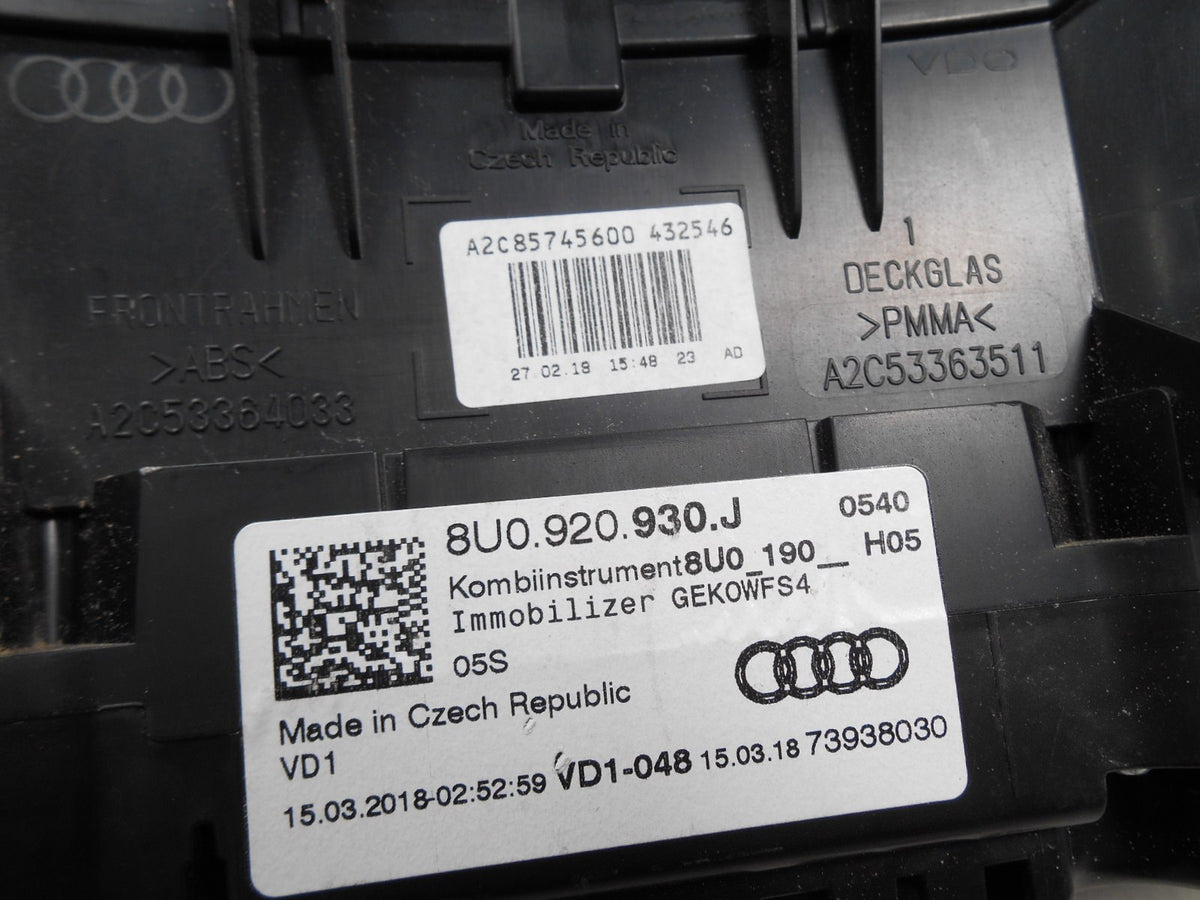 VDO
Made in
Czech Republic
A2C85745600 432546
27.02.18 15:48 23 AD
FRONTRAHMEN
>ABS<
A2C53364033
1
DECKGLAS
>PMMA<
A2C53363511
8U0.920.930.J 0540
Kombiinstrument8U0_190__ H05
Immobilizer GEKOWFS4
05S
Made in Czech Republic
VD1
15.03.2018-02:52:59 VD1-048 15.03.18 73938030